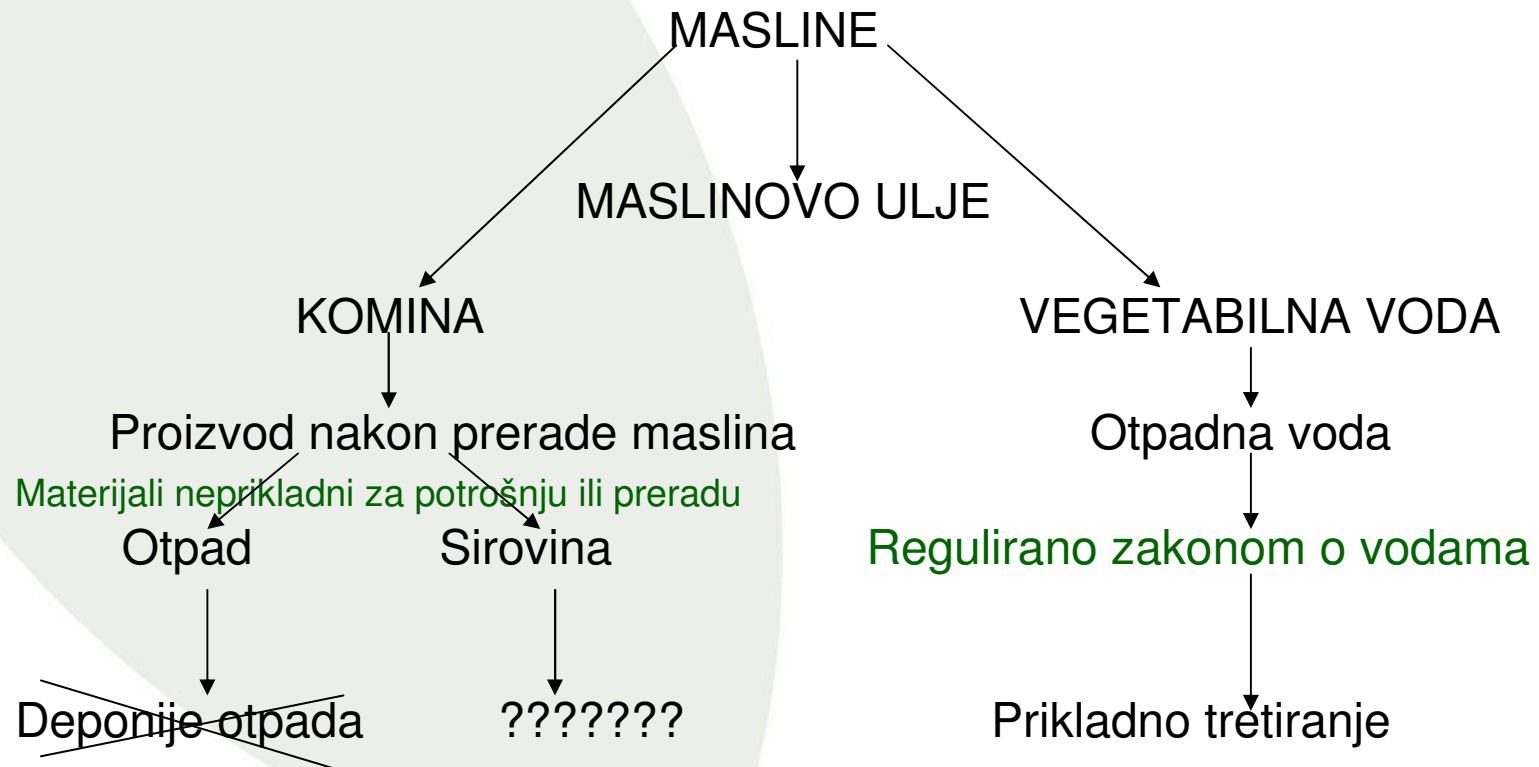 MASLINE
MASLINOVO ULJE
KOMINA
VEGETABILNA VODA
Proizvod nakon prerade maslina
Otpadna voda
Materijali neprikladni za potrošnju ili preradu
Otpad
Sirovina
Regulirano zakonom o vodama
Deponije otpada
???????
Prikladno tretiranje